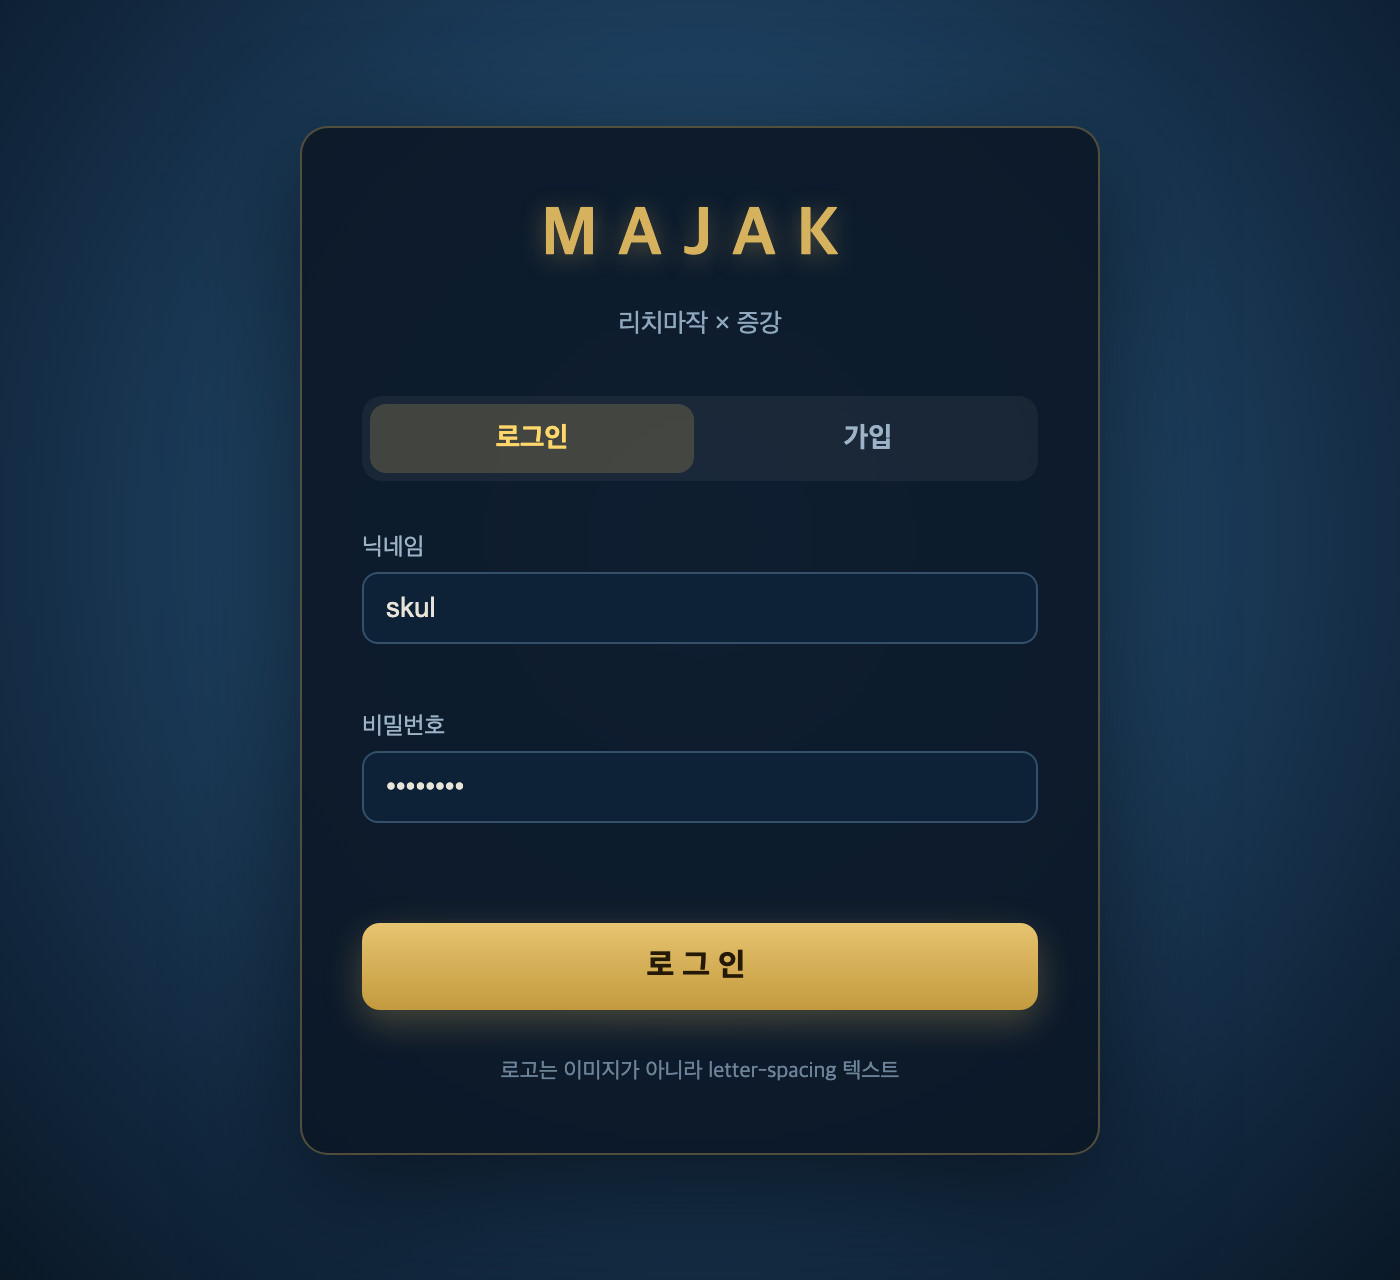 MAJAK
리치마작 × 증강
로그인 가입
닉네임
skul
비밀번호
••••••••
로그인
로고는 이미지가 아니라 letter-spacing 텍스트